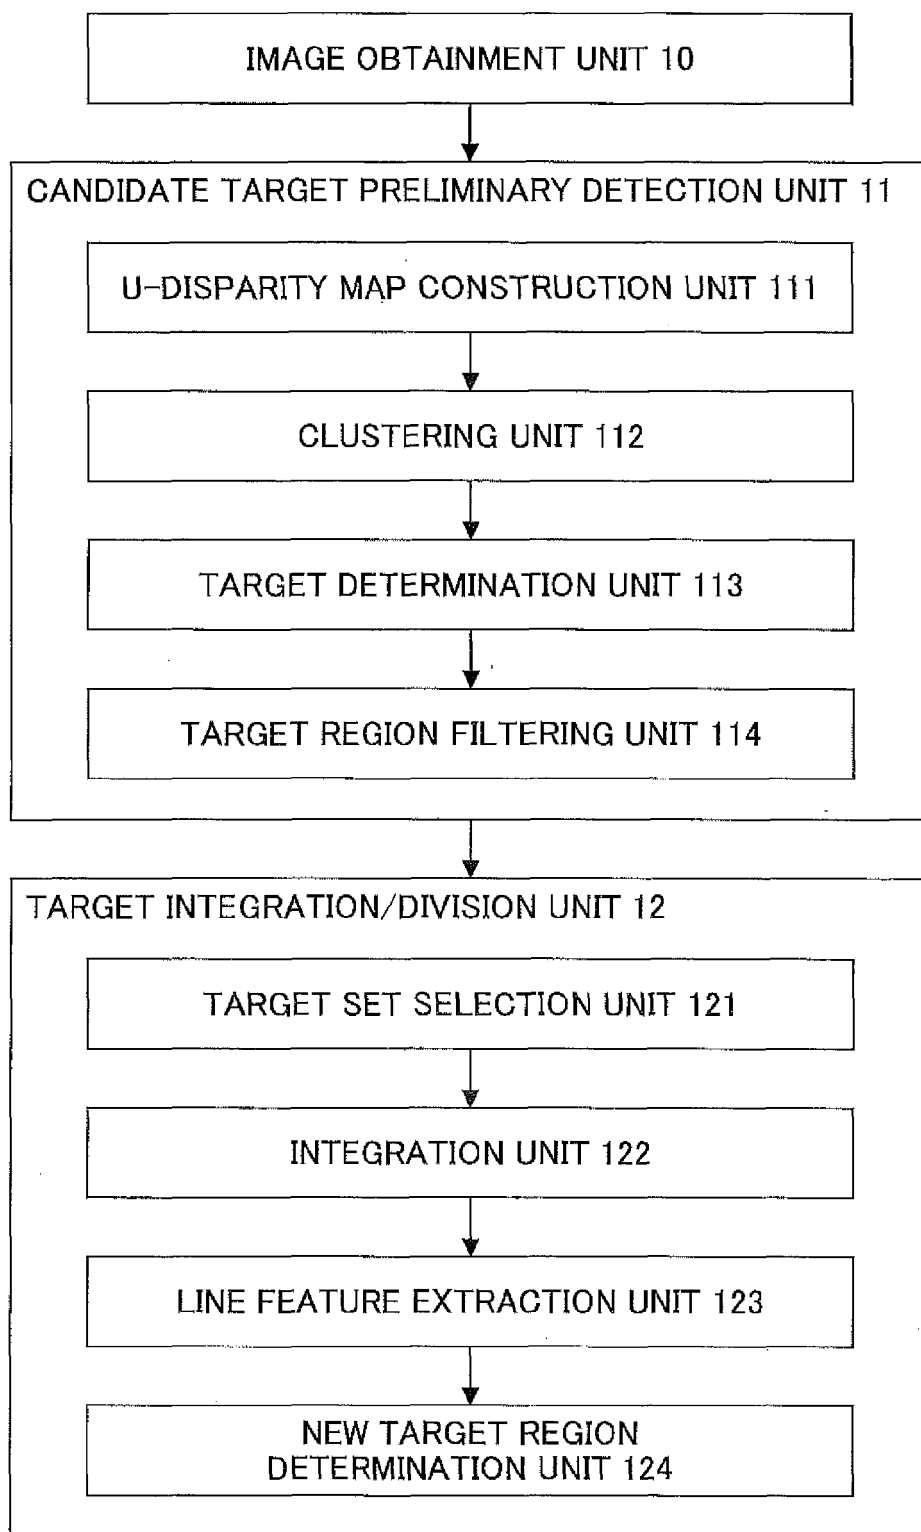 IMAGE OBTAINMENT UNIT 10
CANDIDATE TARGET PRELIMINARY DETECTION UNIT 11
U-DISPARITY MAP CONSTRUCTION UNIT 111
CLUSTERING UNIT 112
TARGET DETERMINATION UNIT 113
TARGET REGION FILTERING UNIT 114
TARGET INTEGRATION/DIVISION UNIT 12
TARGET SET SELECTION UNIT 121
INTEGRATION UNIT 122
LINE FEATURE EXTRACTION UNIT 123
NEW TARGET REGION
DETERMINATION UNIT 124